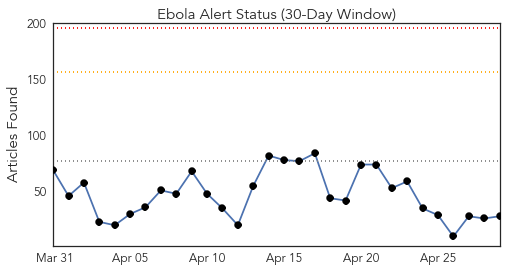 Ebola Alert Status (30-Day Window)
200
150
100
50
Articles Found
Mar 31 Apr 05 Apr 10 Apr 15 Apr 20 Apr 25